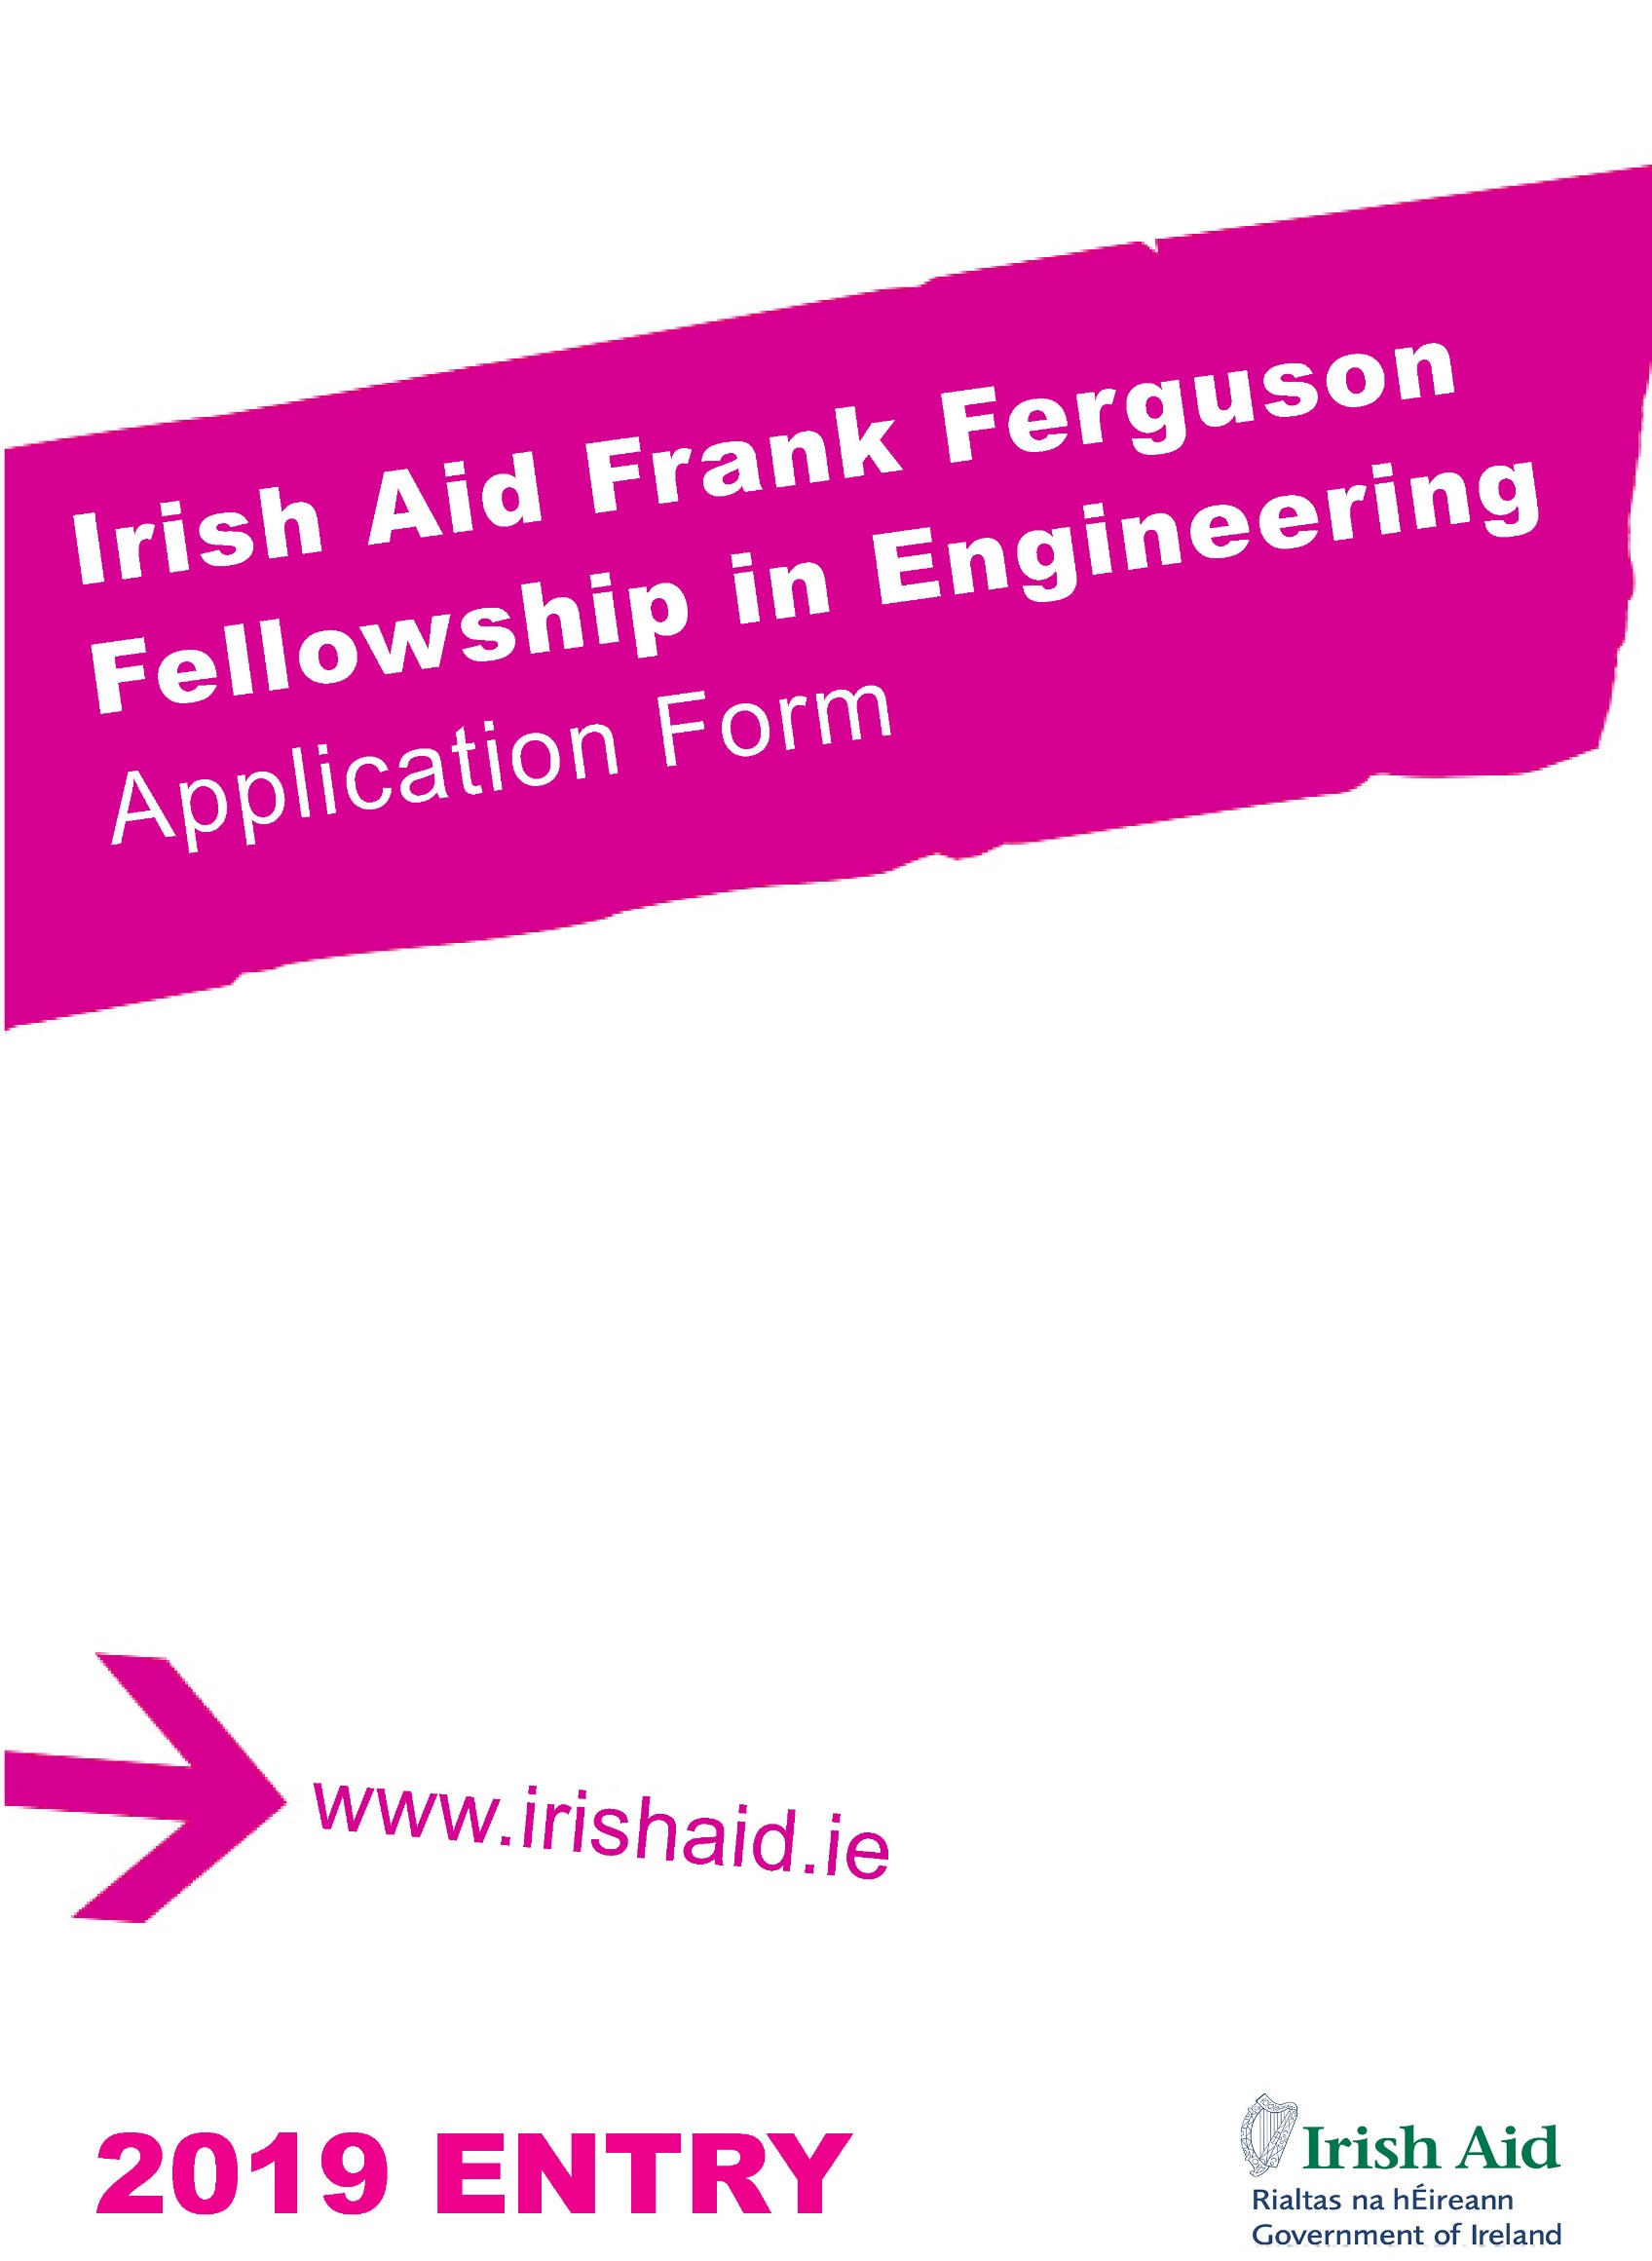 Irish Aid Frank Ferguson
Fellowship in Engineering
Application Form
www.irishaid.ie
2019 ENTRY
Irish Aid
Rialtas na hÉireann
Government of Ireland